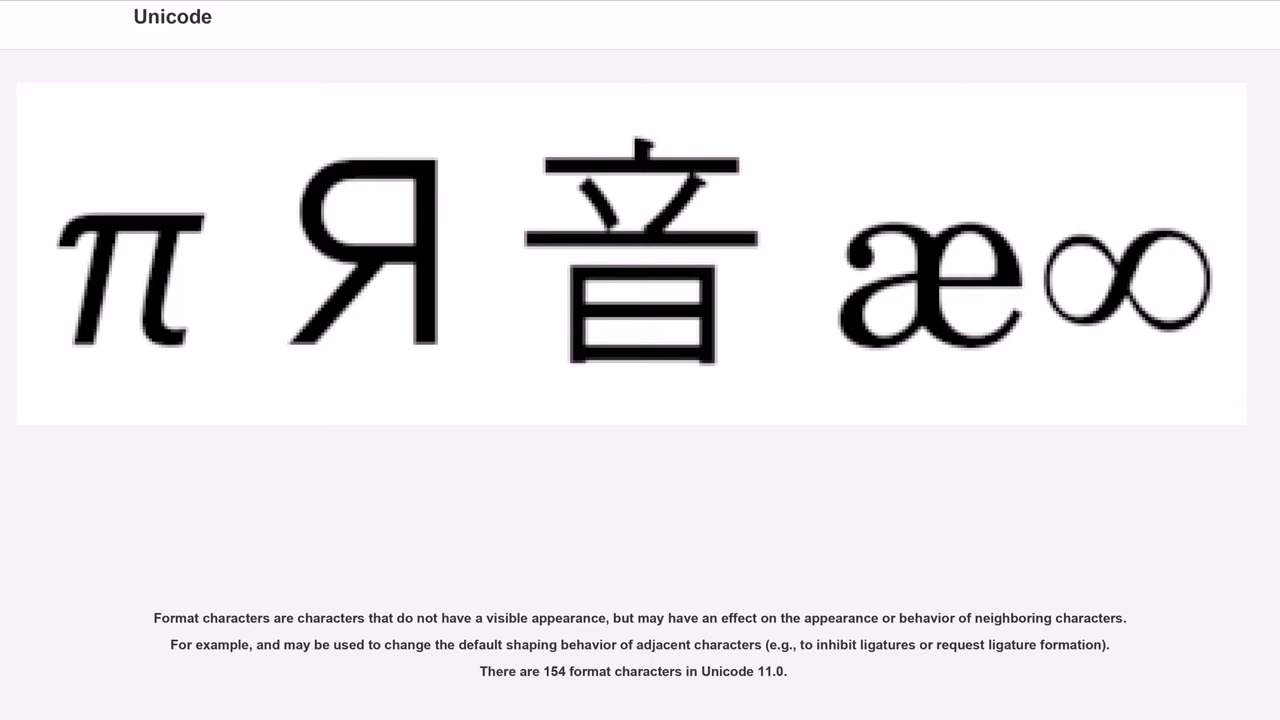 Unicode
π Я 音 æ∞
Format characters are characters that do not have a visible appearance, but may have an effect on the appearance or behavior of neighboring characters.
For example, and may be used to change the default shaping behavior of adjacent characters (e.g., to inhibit ligatures or request ligature formation).
There are 154 format characters in Unicode 11.0.